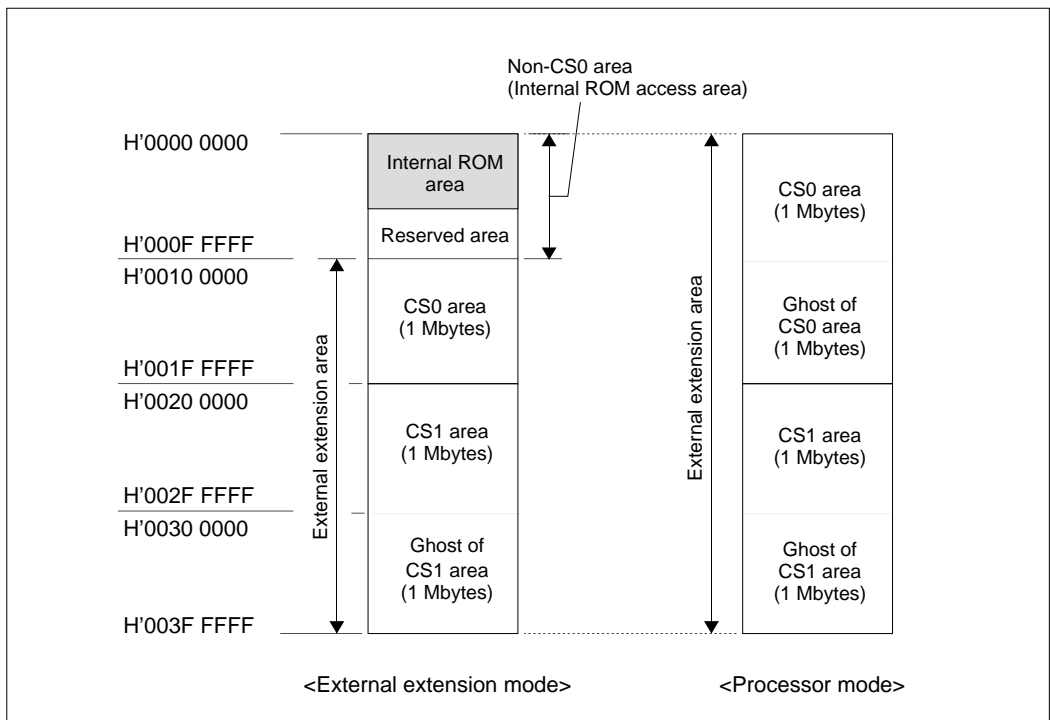 Non-CS0 area
(Internal ROM access area)
H'0000 0000
H'000F FFFF
H'0010 0000
H'001F FFFF
H'0020 0000
H'002F FFFF
H'0030 0000
H'003F FFFF
External extension area
Internal ROM
area
Reserved area
CS0 area
(1 Mbytes)
CS1 area
(1 Mbytes)
Ghost of
CS1 area
(1 Mbytes)
<External extension mode>
External extension area
CS0 area
(1 Mbytes)
Ghost of
CS0 area
(1 Mbytes)
CS1 area
(1 Mbytes)
Ghost of
CS1 area
(1 Mbytes)
<Processor mode>